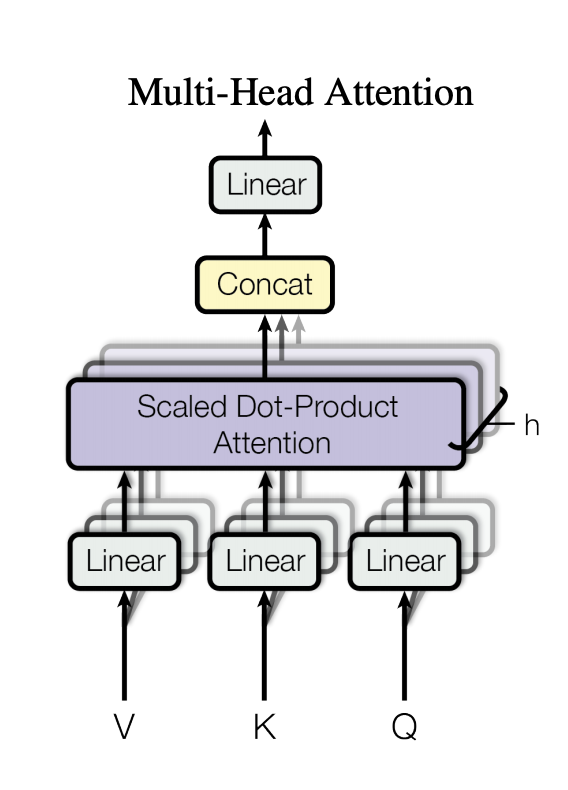 Multi-Head Attention
Linear
Concat
Scaled Dot-Product
Attention
h
Linear
Linear
Linear
V
K
Q